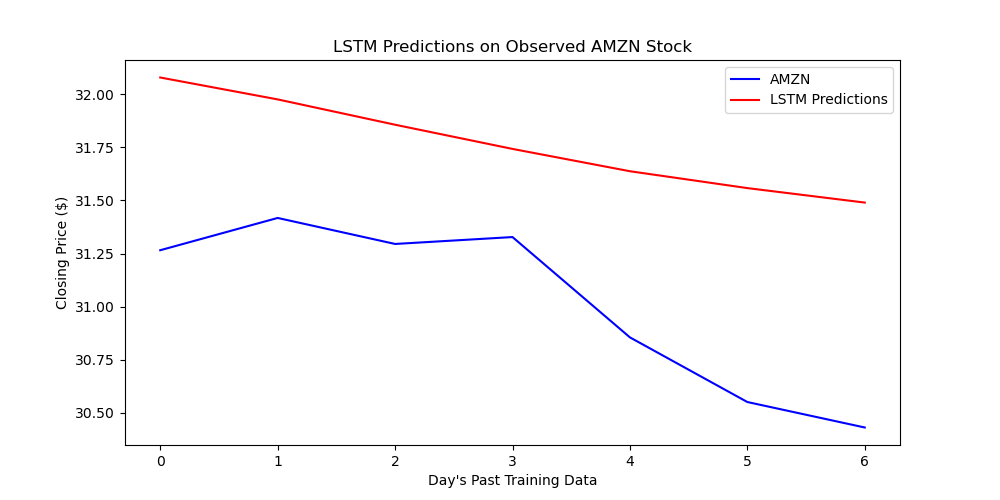 LSTM Predictions on Observed AMZN Stock
AMZN
LSTM Predictions
Closing Price ($)
32.00
31.75
31.50
31.25
31.00
30.75
30.50
0 1 2 3 4 5 6
Day's Past Training Data